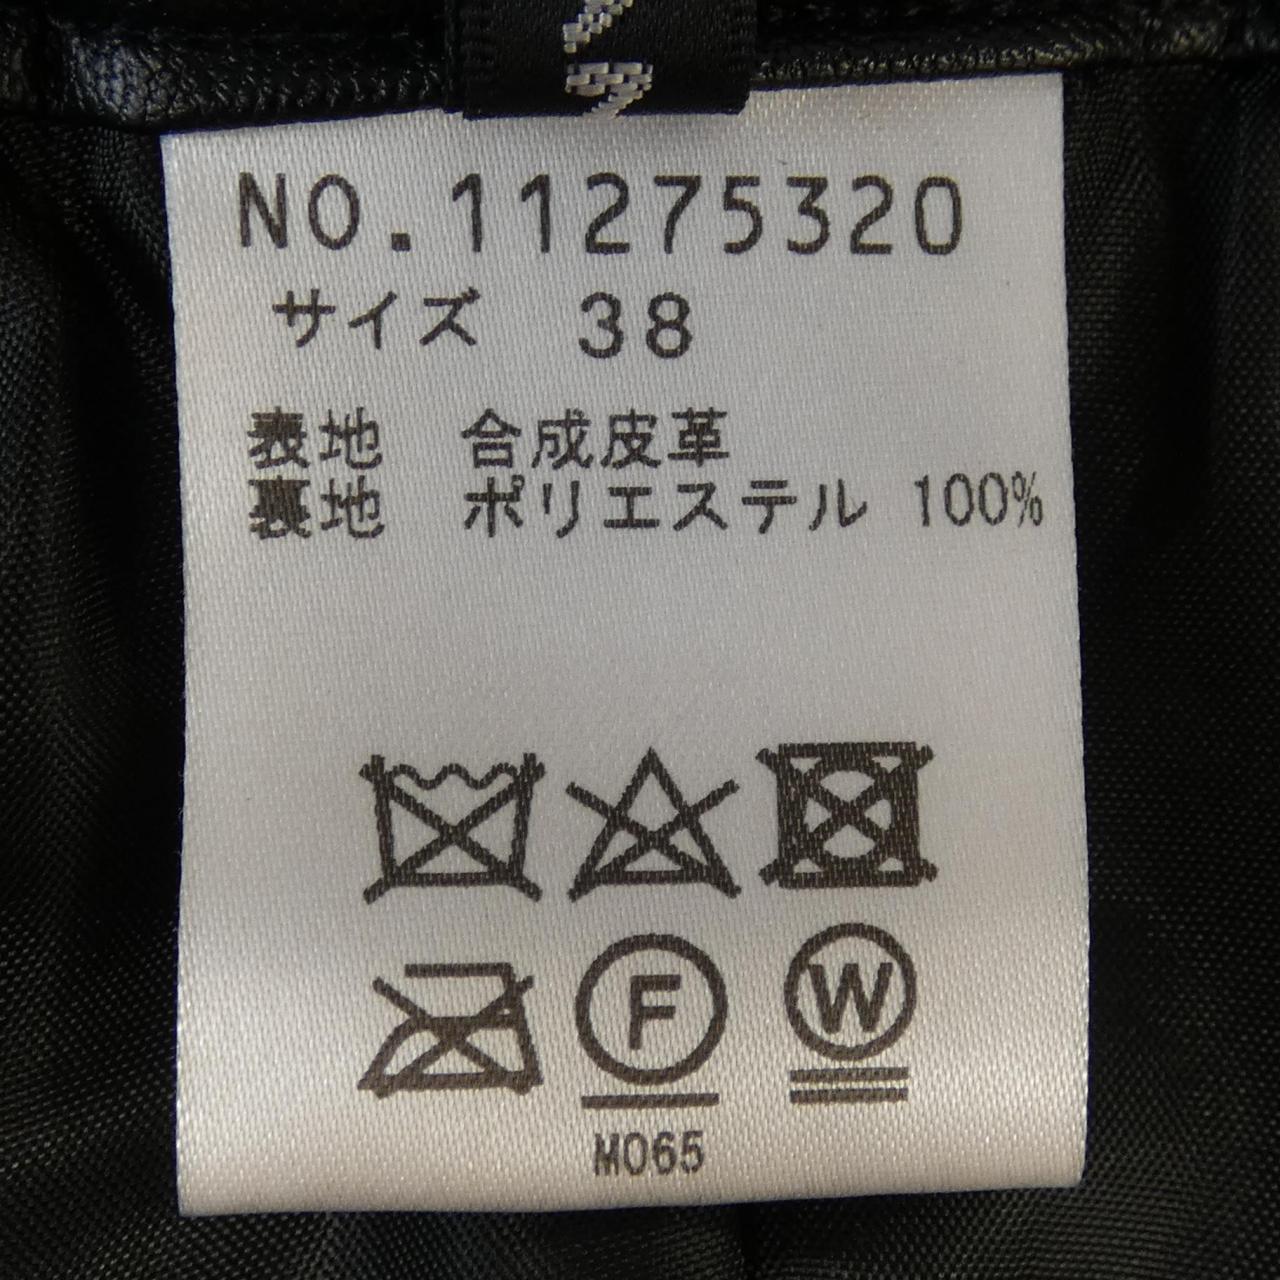 NO.11275320
サイズ 38
表地 合成皮革
裏地 ポリエステル 100%
F W
M065